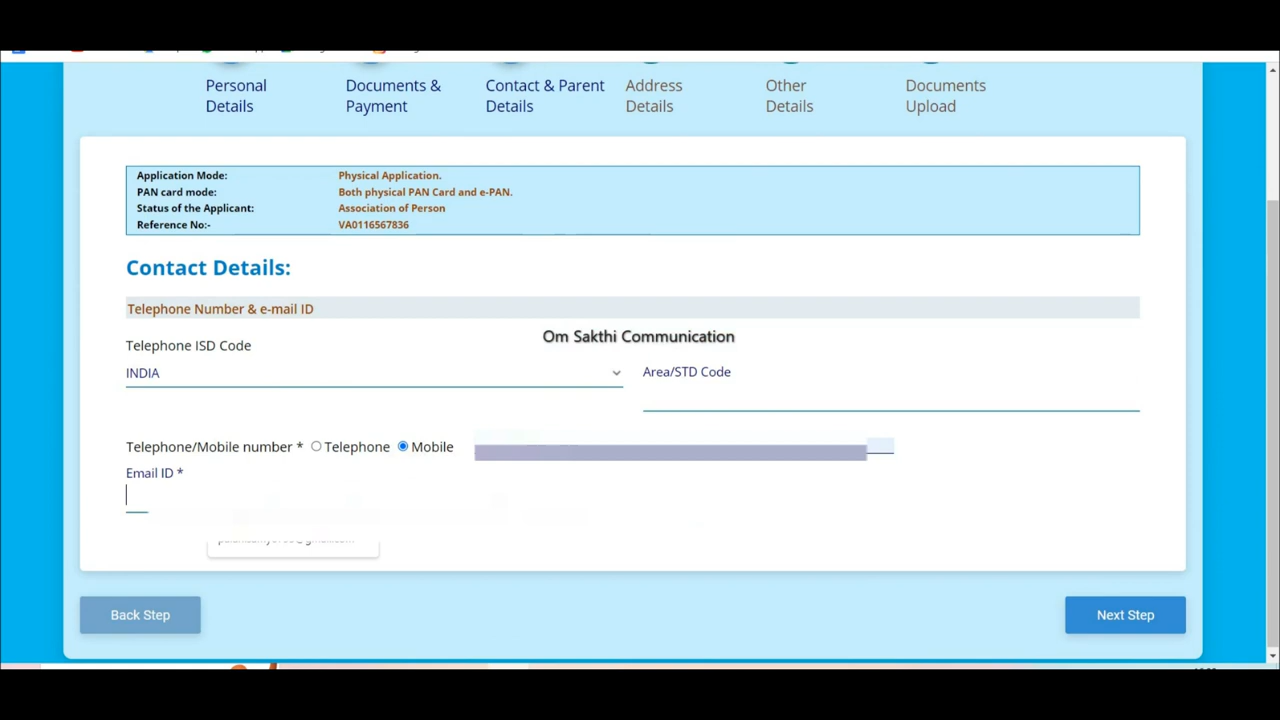 Personal Details
Documents & Payment
Contact & Parent Details
Address Details
Other Details
Documents Upload
Application Mode: Physical Application.
PAN card mode: Both physical PAN Card and e-PAN.
Status of the Applicant: Association of Person
Reference No:- VA0116567836
Contact Details:
Telephone Number & e-mail ID
Om Sakthi Communication
Telephone ISD Code
INDIA
Area/STD Code
Telephone/Mobile number * Telephone Mobile
Email ID *
Back Step
Next Step